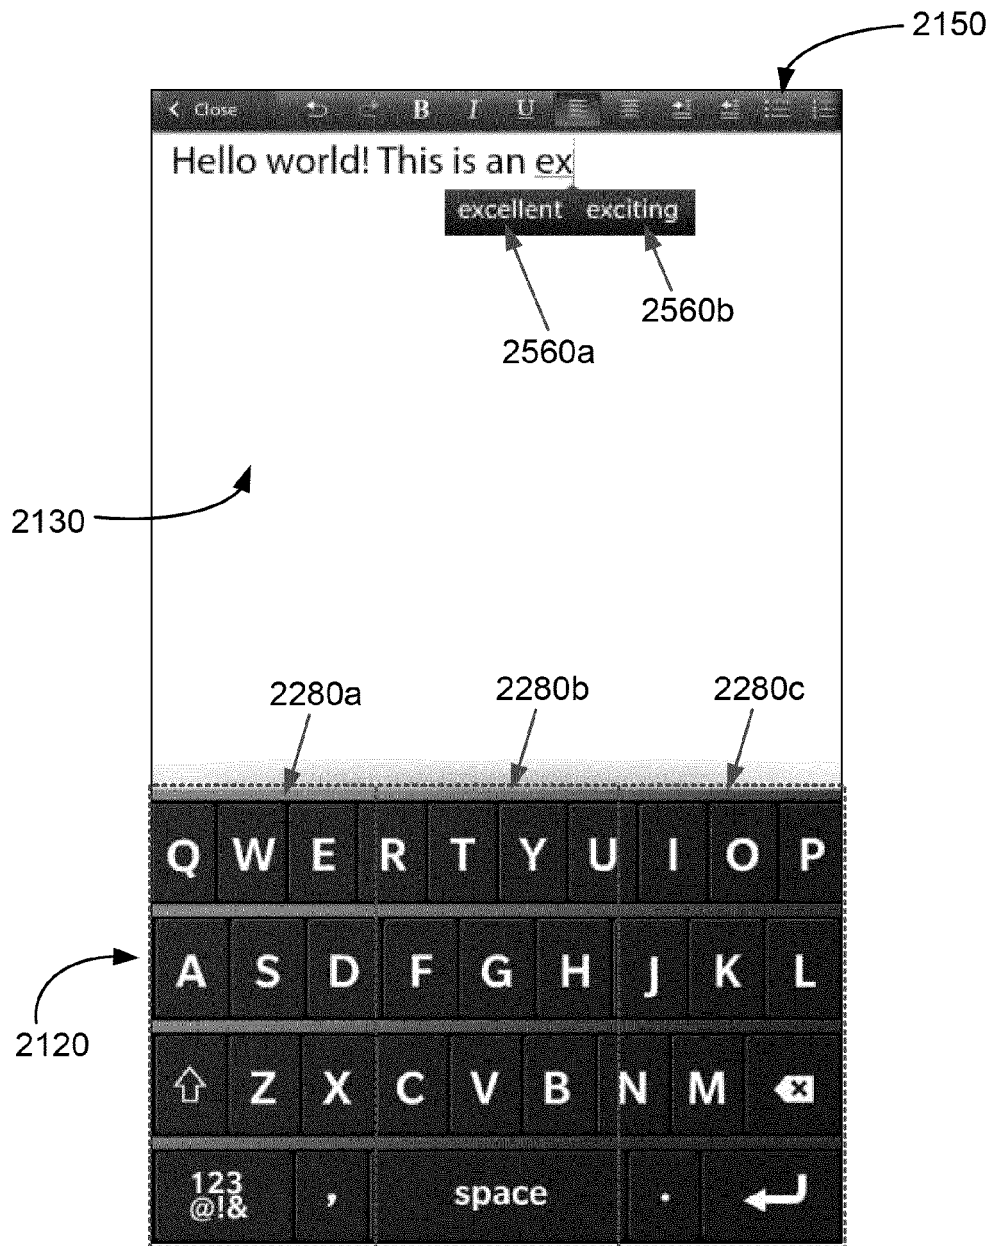 2150
Close B I U
Hello world! This is an ex
excellent exciting
2560b
2560a
2130
2280a 2280b 2280c
Q W E R T Y U I O P
A S D F G H J K L
2120
Z X C V B N M
123
@!& , space .